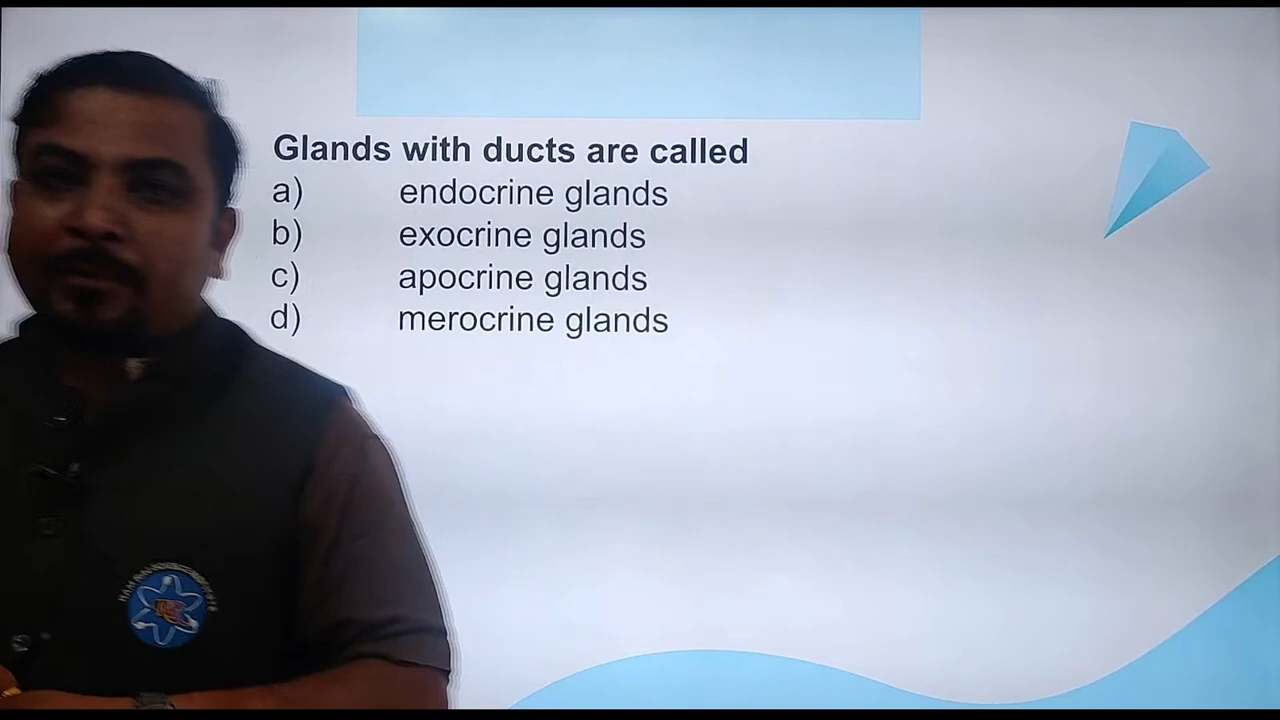 Glands with ducts are called
a) endocrine glands
b) exocrine glands
c) apocrine glands
d) merocrine glands